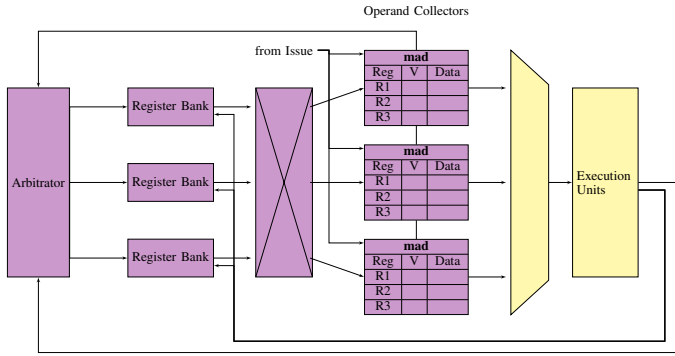 Operand Collectors
from Issue
mad
Reg V Data
R1
R2
R3
Arbitrator
Register Bank
Register Bank
Register Bank
mad
Reg V Data
R1
R2
R3
mad
Reg V Data
R1
R2
R3
Execution
Units